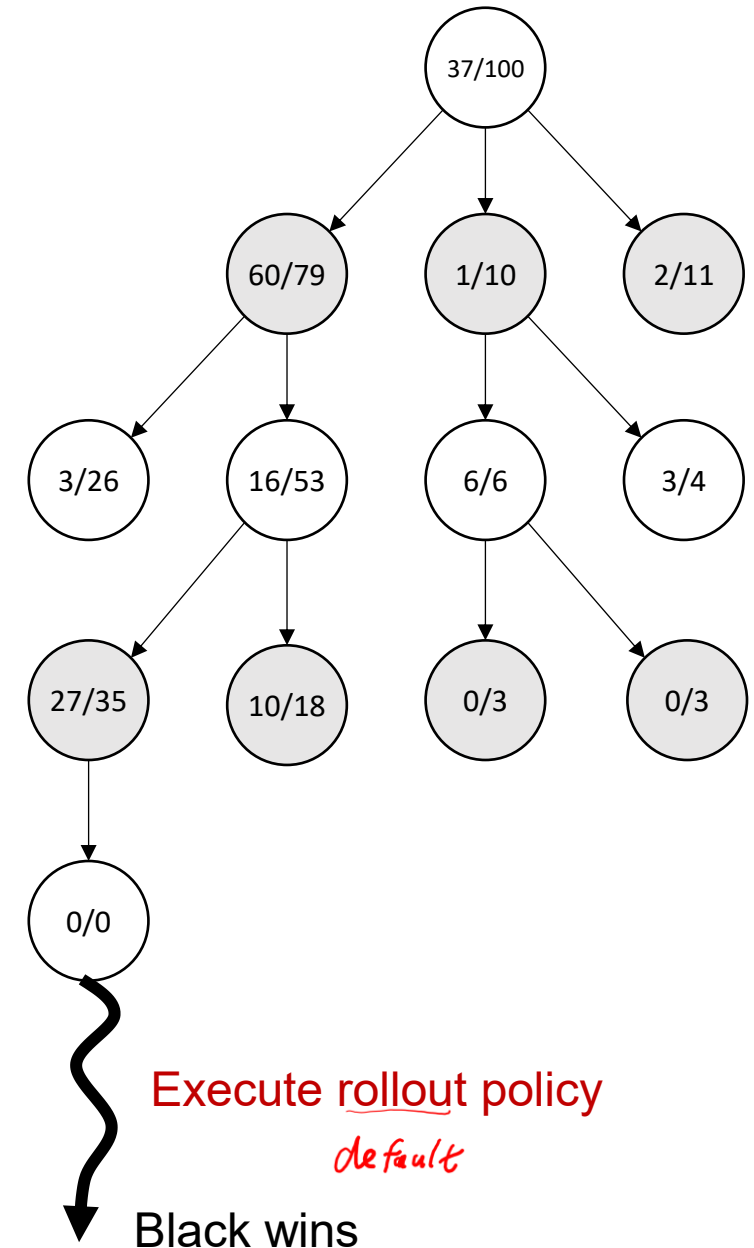 37/100
60/79 1/10 2/11
3/26 16/53 6/6 3/4
27/35 10/18 0/3 0/3
0/0
Execute rollout policy
default
Black wins